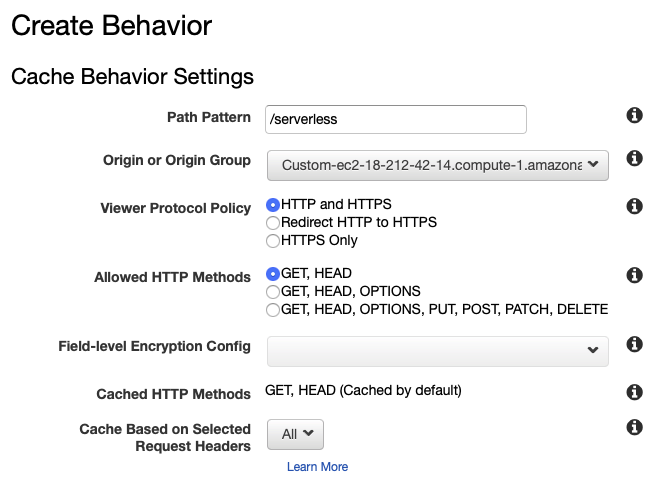 Create Behavior
Cache Behavior Settings
Path Pattern /serverless
Origin or Origin Group Custom-ec2-18-212-42-14.compute-1.amazona
Viewer Protocol Policy HTTP and HTTPS
Redirect HTTP to HTTPS
HTTPS Only
Allowed HTTP Methods GET, HEAD
GET, HEAD, OPTIONS
GET, HEAD, OPTIONS, PUT, POST, PATCH, DELETE
Field-level Encryption Config
Cached HTTP Methods GET, HEAD (Cached by default)
Cache Based on Selected All
Request Headers
Learn More